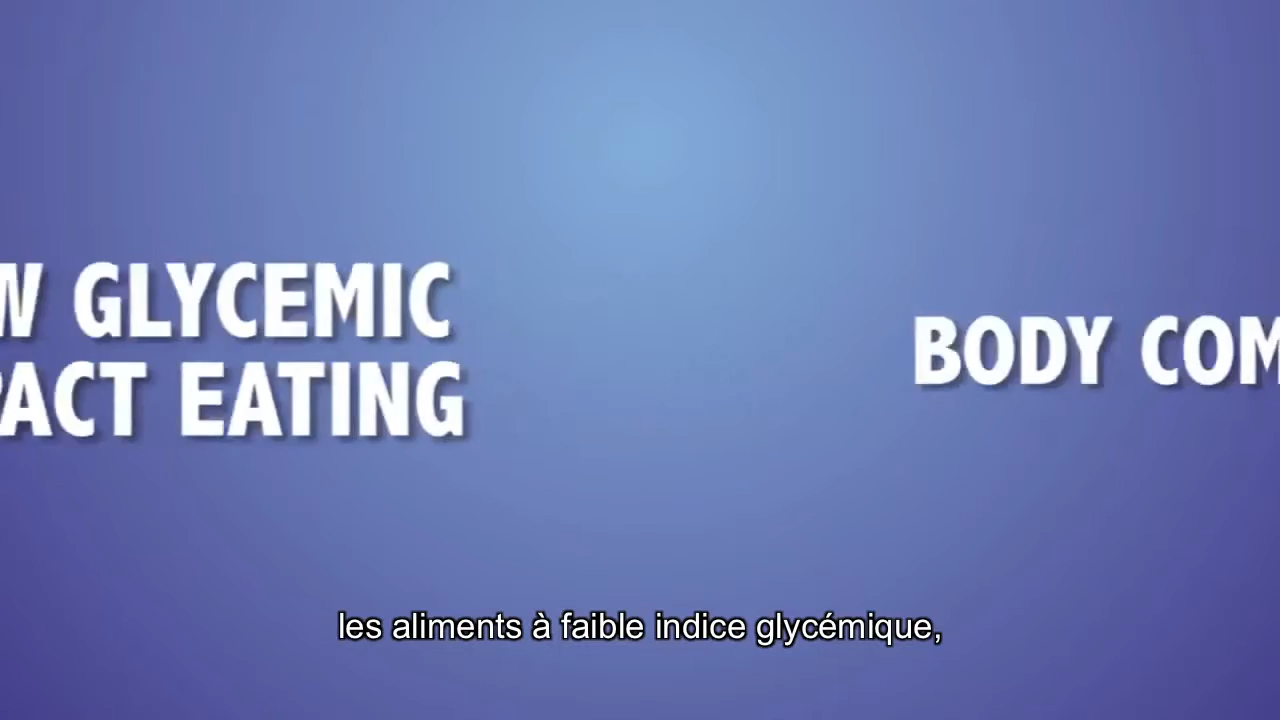 W GLYCEMIC
PACT EATING
BODY COM
les aliments à faible indice glycémique,